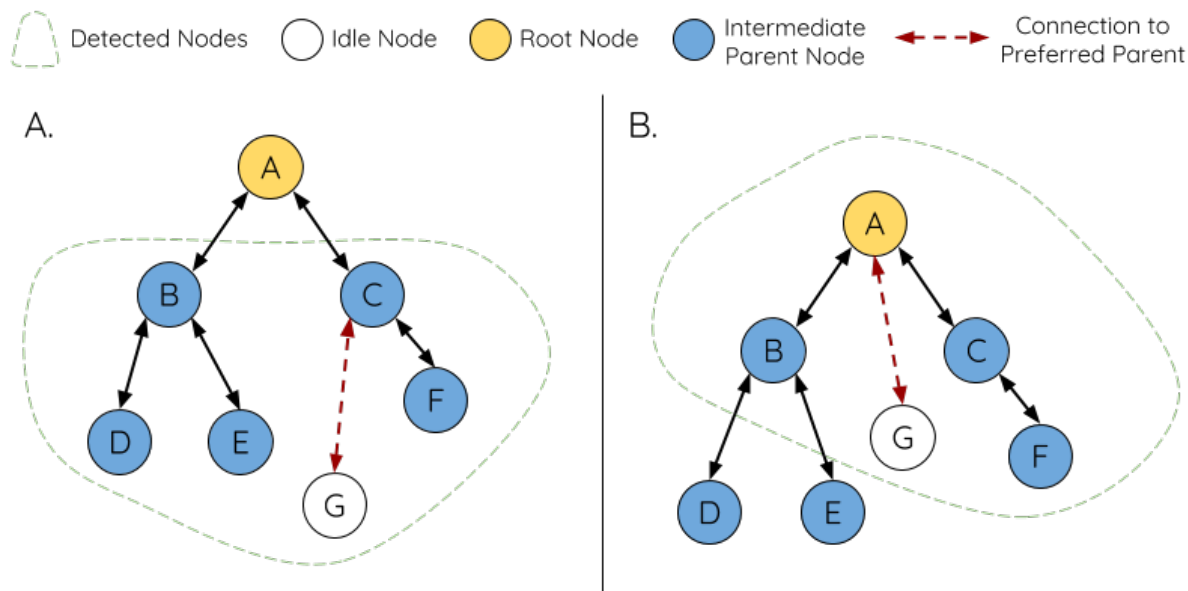 Detected Nodes
Idle Node
Root Node
Intermediate
Parent Node
Connection to
Preferred Parent
A.
A
B
C
D
E
F
G
B.
A
B
C
G
F
D
E